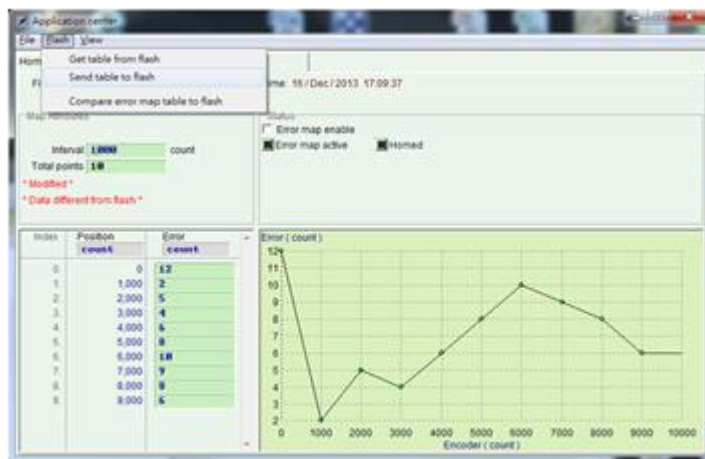 Application center
File Flash View
Get table from flash
Send table to flash
Compare error map table to flash
Time: 16/Dec/2013 17:09:37
Map Attributes
Interval 1000 count
Total points 10
* Modified *
* Data different from flash *
Status
Error map enable
Error map active Homed
Index Position Error
count count
0. 0 12
1. 1,000 2
2. 2,000 5
3. 3,000 4
4. 4,000 6
5. 5,000 8
6. 6,000 10
7. 7,000 9
8. 8,000 8
9. 9,000 6
Error ( count )
12
11
10
9
8
7
6
5
4
3
2
0 1000 2000 3000 4000 5000 6000 7000 8000 9000 10000
Encoder ( count )